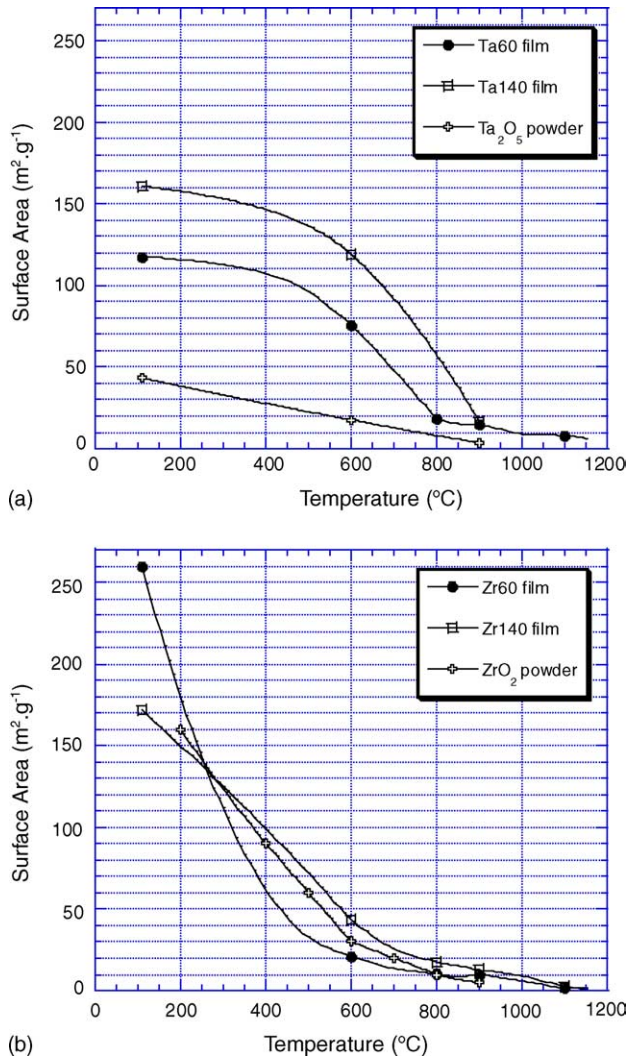 250
200
150
100
50
0
Surface Area (m².g⁻¹)
Ta60 film
Ta140 film
Ta₂O₅ powder
0 200 400 600 800 1000 1200
(a)
Temperature (ºC)
250
200
150
100
50
0
Surface Area (m².g⁻¹)
Zr60 film
Zr140 film
ZrO₂ powder
0 200 400 600 800 1000 1200
(b)
Temperature (ºC)